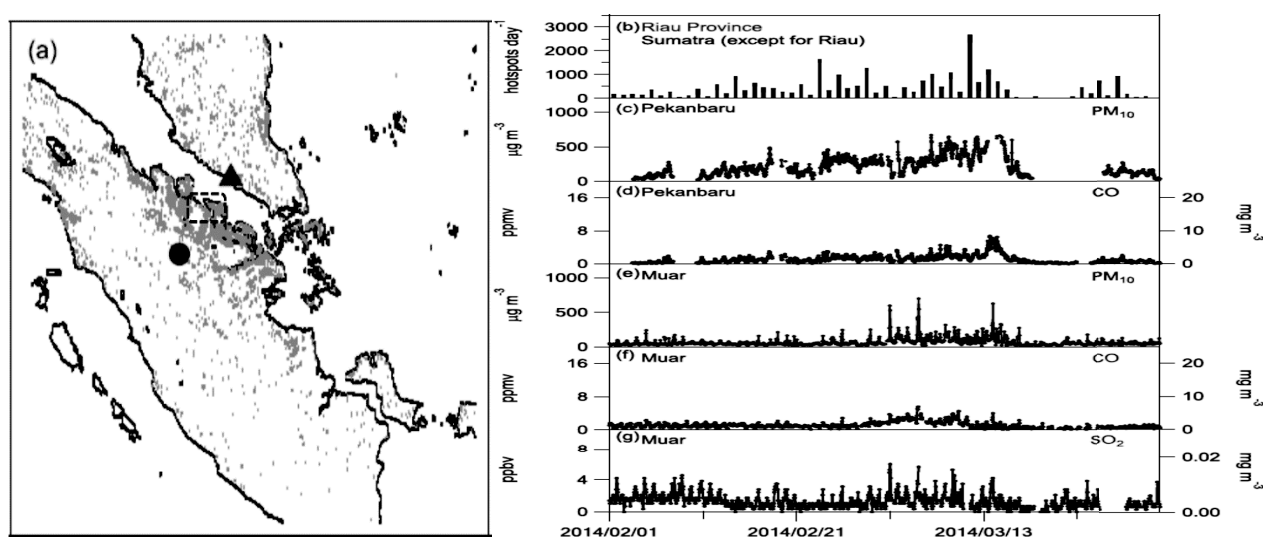 (a)
hotspots day⁻¹
3000
2000
1000
0
(b) Riau Province
Sumatra (except for Riau)
µg m⁻³
1000
500
0
(c) Pekanbaru
PM₁₀
ppmv
16
8
0
(d) Pekanbaru
CO
20
10
0
mg m⁻³
µg m⁻³
1000
500
0
(e) Muar
PM₁₀
ppmv
16
8
0
(f) Muar
CO
20
10
0
mg m⁻³
ppbv
8
4
0
(g) Muar
SO₂
0.02
0.00
mg m⁻³
2014/02/01
2014/02/21
2014/03/13